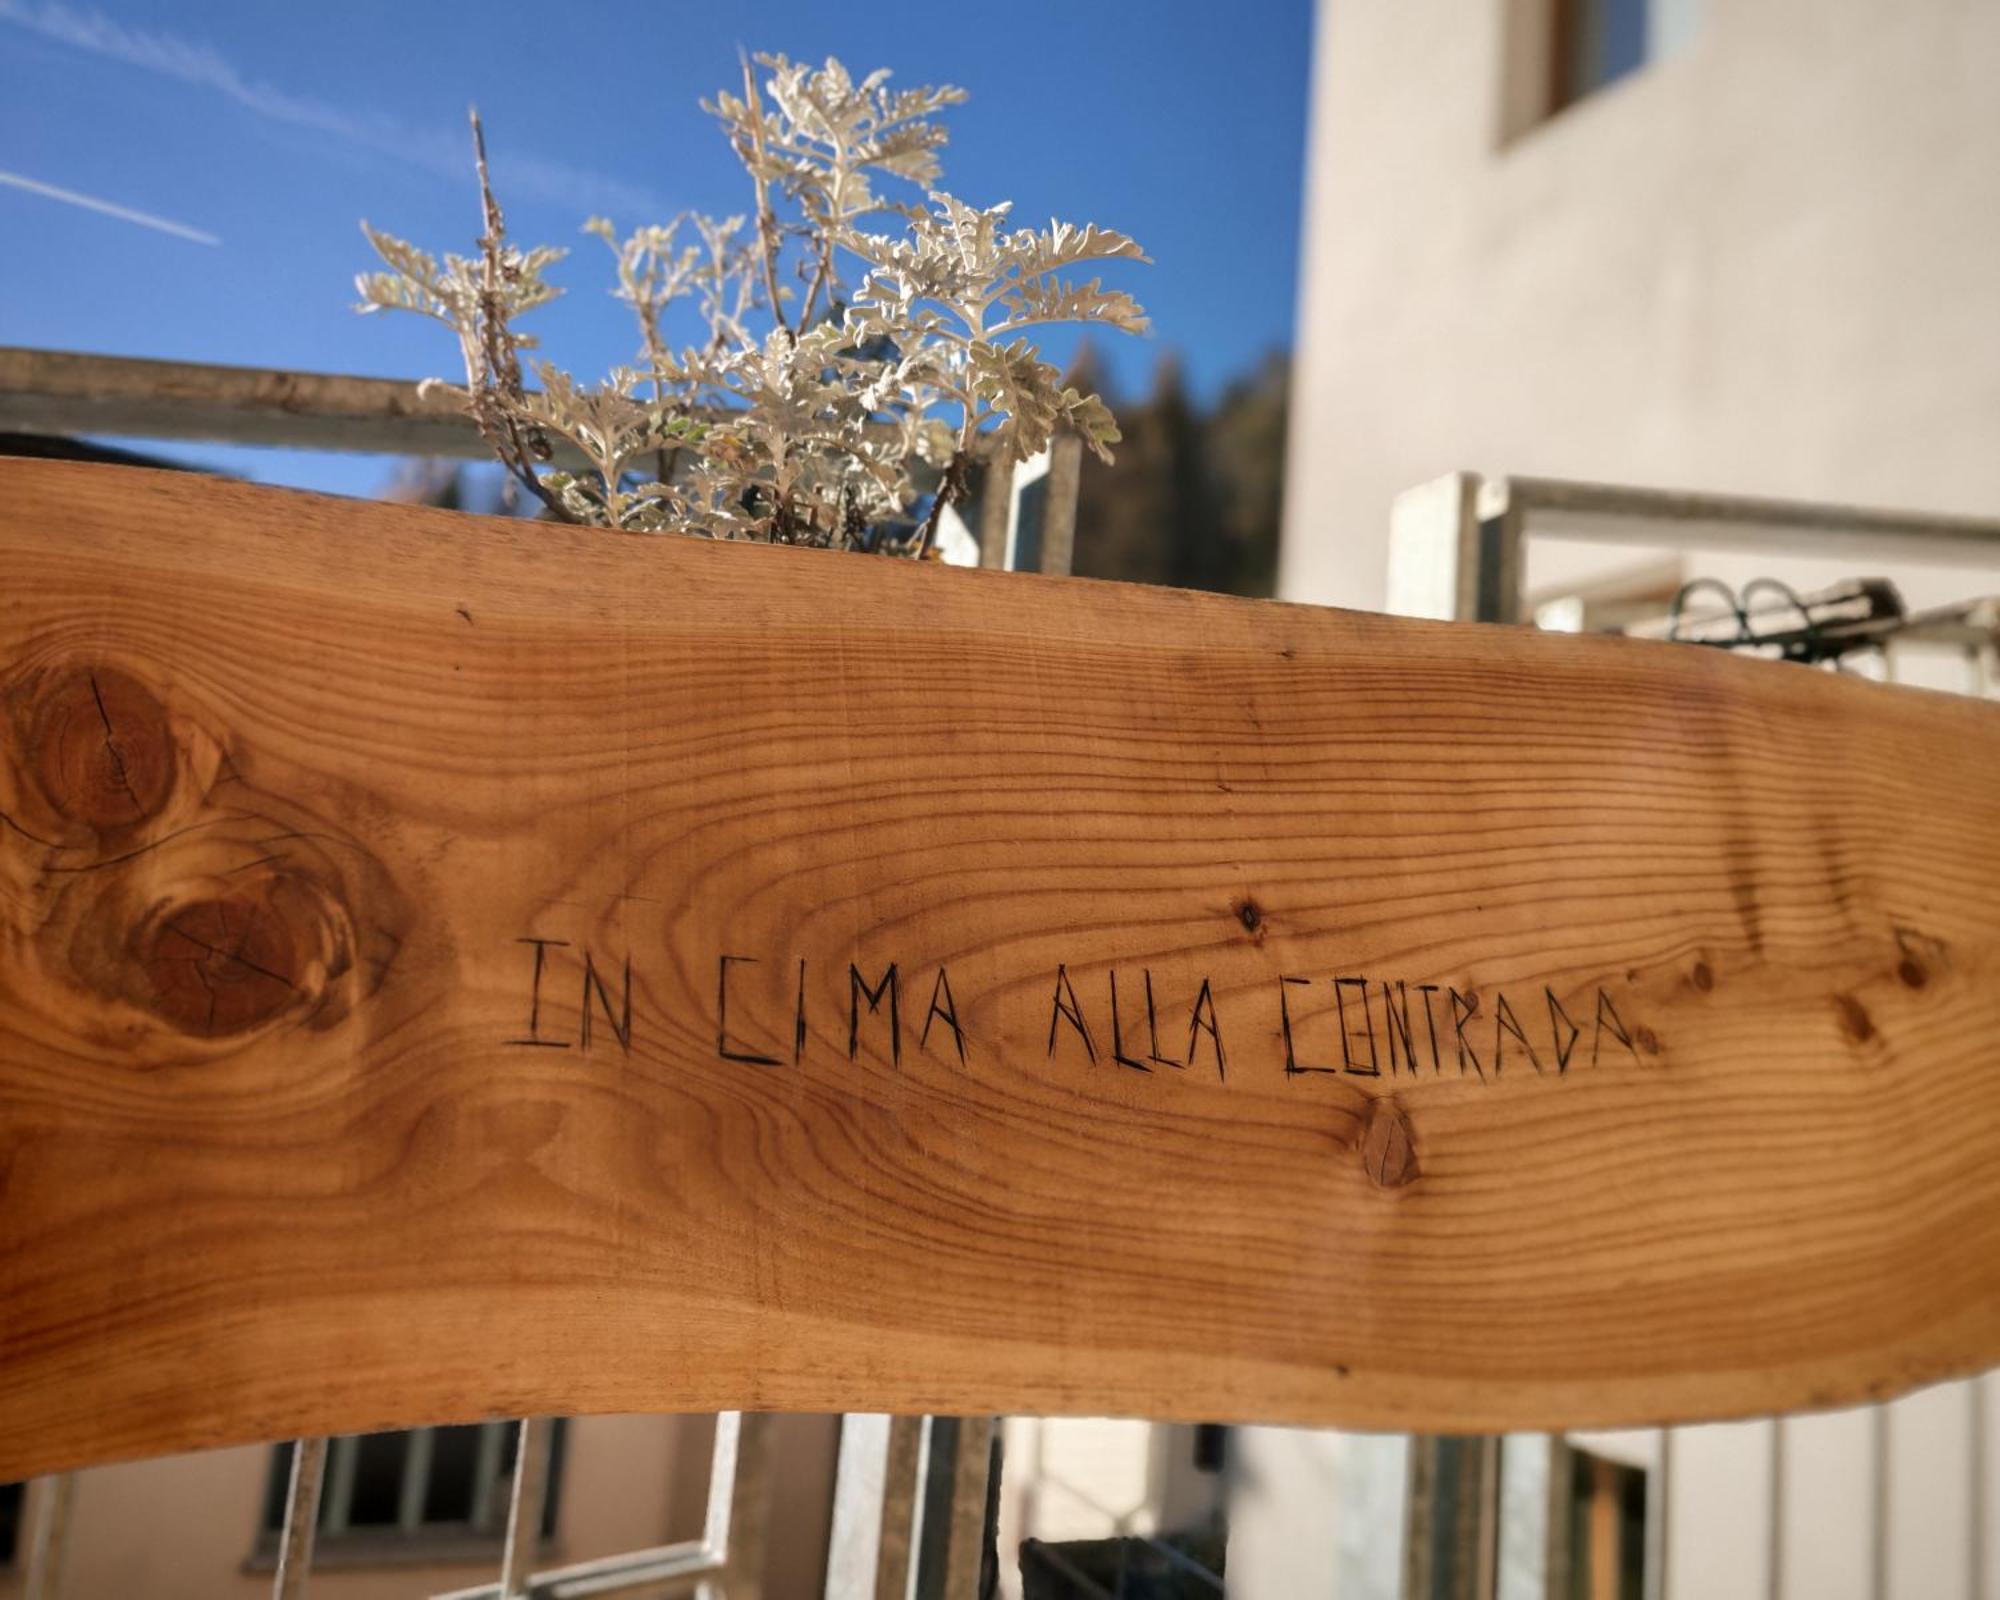 IN CIMA ALLA CONTRADA